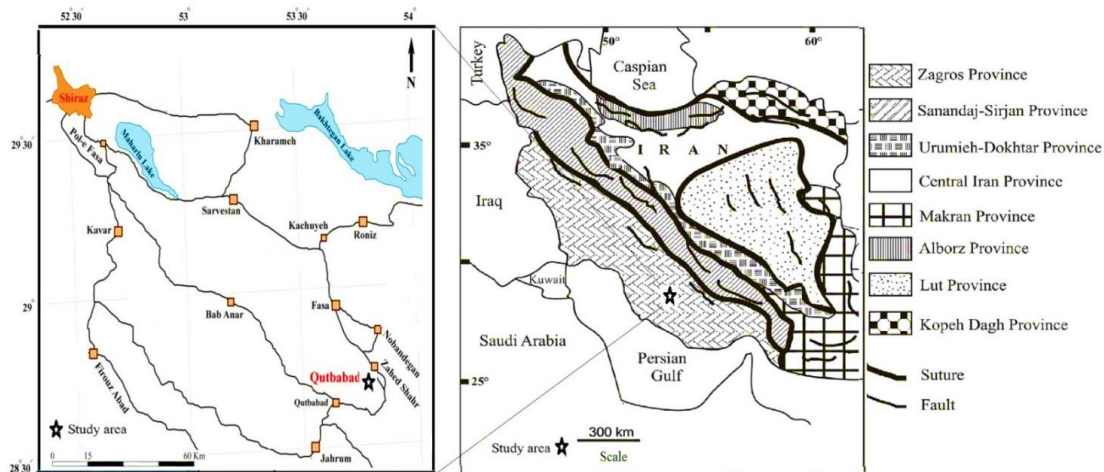 52 30'
53
53 30'
54
N
Shiraz
Pol-e Fasa
Maharlu Lake
Kharameh
Bakhtegan Lake
29 30'
Sarvestan
Kachuyeh
Roniz
Kavar
29
Bab Anar
Fasa
Nobandegan
Zahed Shahr
Firouz Abad
Qutbabad
Qutbabad
Study area
Jahrum
0 15 60 Km
28 30'
50°
60°
Turkey
Caspian
Sea
35°
IRAN
Iraq
Kuwait
Saudi Arabia
Persian
Gulf
25°
Study area
300 km
Scale
Zagros Province
Sanandaj-Sirjan Province
Urumieh-Dokhtar Province
Central Iran Province
Makran Province
Alborz Province
Lut Province
Kopeh Dagh Province
Suture
Fault